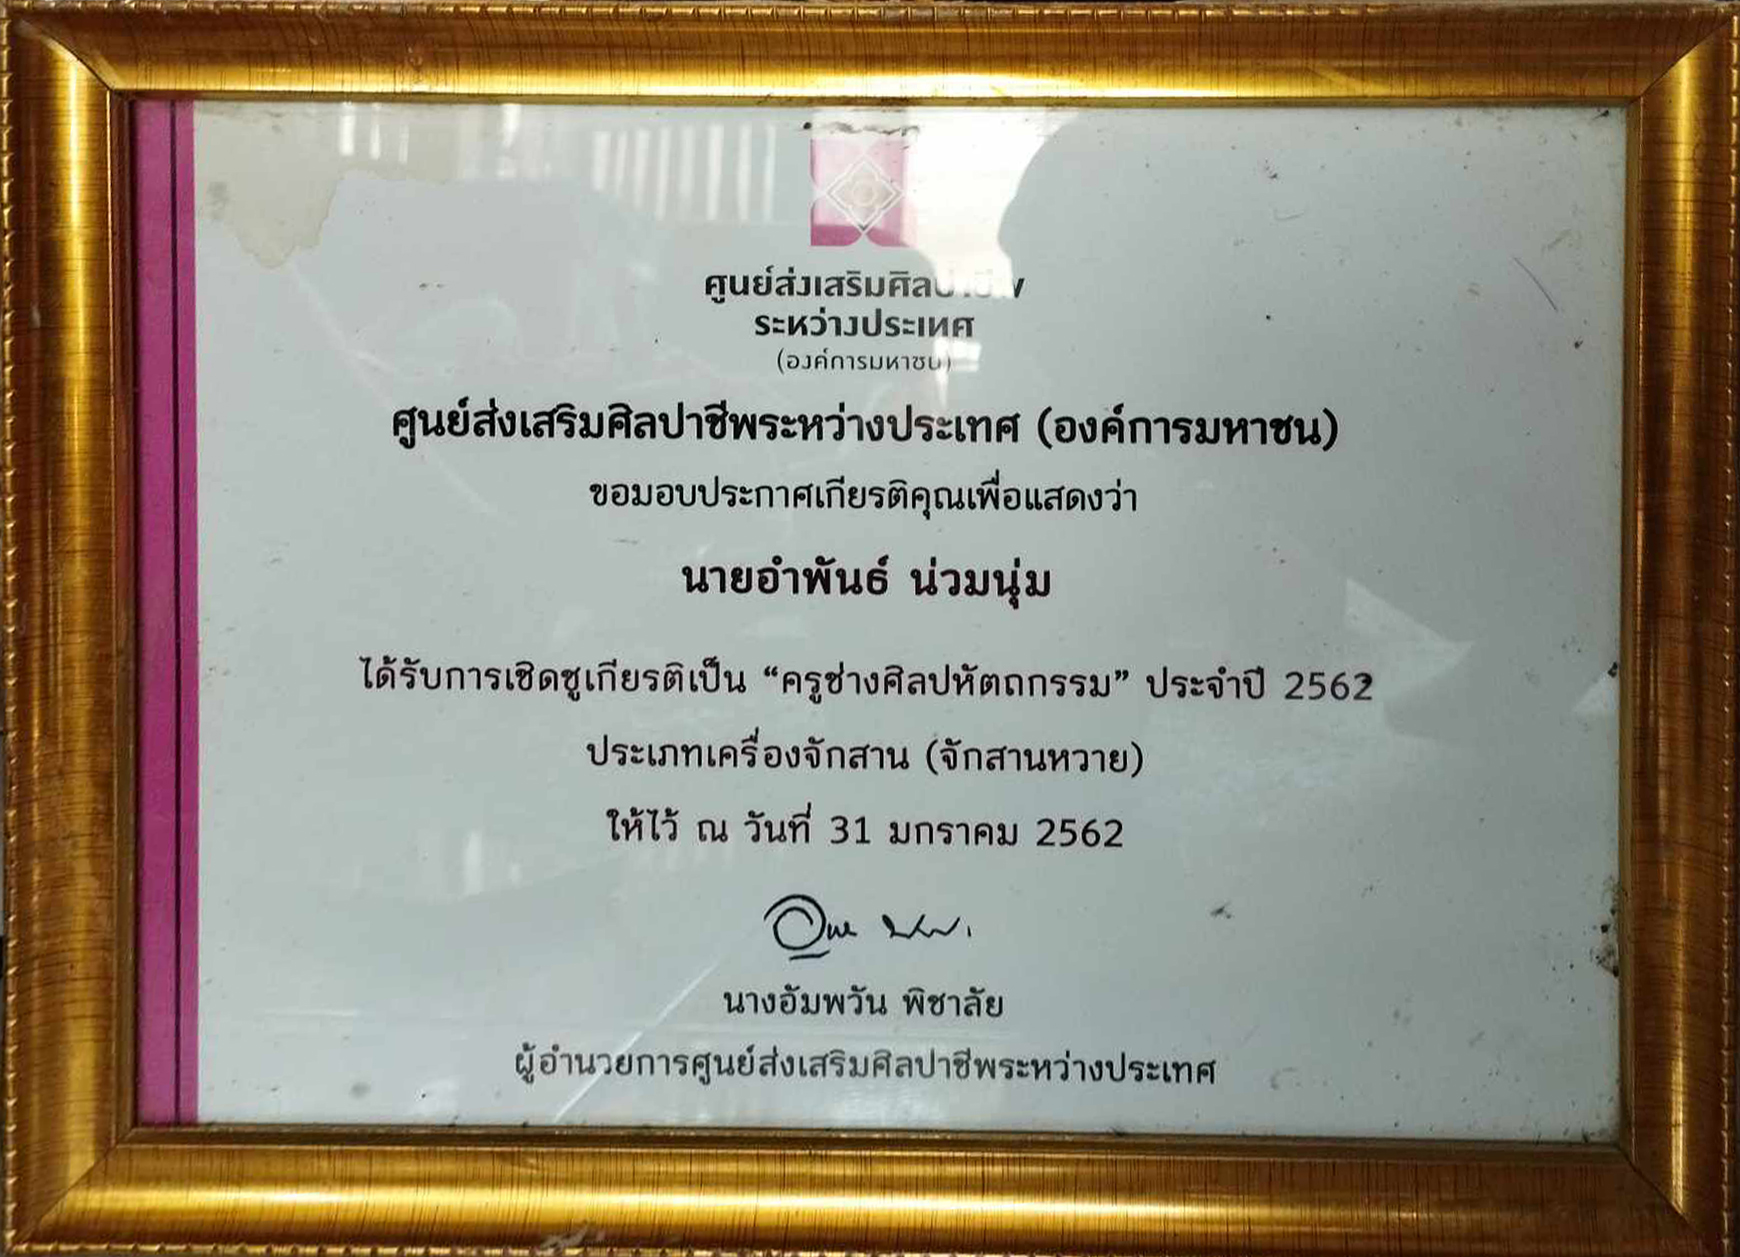 ศูนย์ส่งเสริมศิลปาชีพ
ระหว่างประเทศ
(องค์การมหาชน)
ศูนย์ส่งเสริมศิลปาชีพระหว่างประเทศ (องค์การมหาชน)
ขอมอบประกาศเกียรติคุณเพื่อแสดงว่า
นายอำพันธ์ น่วมนุ่ม
ได้รับการเชิดชูเกียรติเป็น “ครูช่างศิลปหัตถกรรม” ประจำปี 2562
ประเภทเครื่องจักสาน (จักสานหวาย)
ให้ไว้ ณ วันที่ 31 มกราคม 2562
นางอัมพวัน พิชาลัย
ผู้อำนวยการศูนย์ส่งเสริมศิลปาชีพระหว่างประเทศ